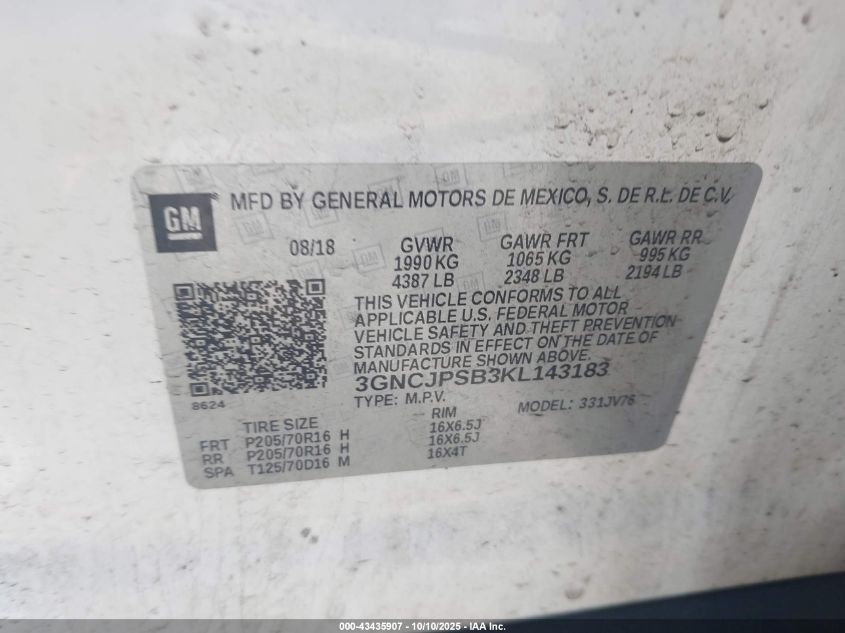 GM
MFD BY GENERAL MOTORS DE MEXICO, S. DE R.L. DE C.V.
08/18 GVWR GAWR FRT GAWR RR
1990 KG 1065 KG 995 KG
4387 LB 2348 LB 2194 LB
THIS VEHICLE CONFORMS TO ALL
APPLICABLE U.S. FEDERAL MOTOR
VEHICLE SAFETY AND THEFT PREVENTION
STANDARDS IN EFFECT ON THE DATE OF
MANUFACTURE SHOWN ABOVE.
3GNCJPSB3KL143183
8624
TYPE: M.P.V. MODEL: 331JV76
TIRE SIZE RIM
FRT P205/70R16 H 16X6.5J
RR P205/70R16 H 16X6.5J
SPA T125/70D16 M 16X4T
000-43435907 - 10/10/2025 - IAA Inc.